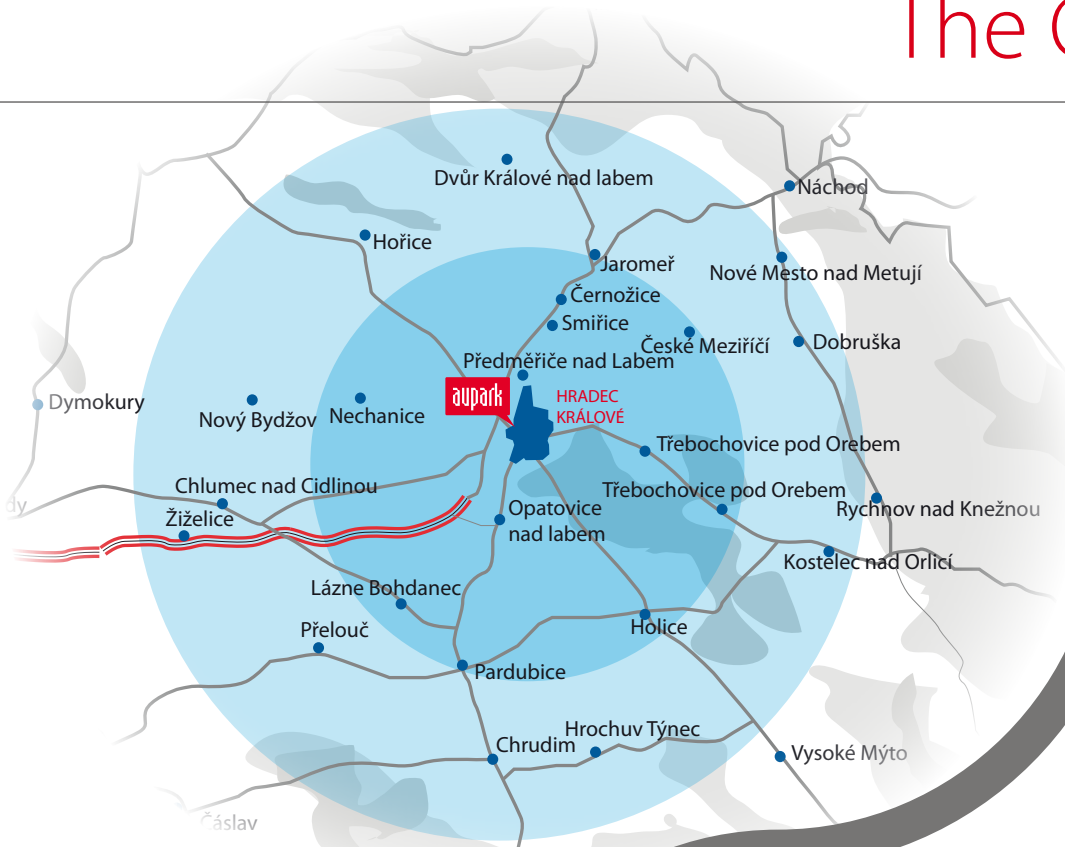 The
Dvůr Králové nad labem
Náchod
Hořice
Jaromeř
Nové Mesto nad Metují
Černožice
Smiřice
České Meziříčí
Dobruška
Předměřiče nad Labem
aupark
HRADEC
KRÁLOVÉ
Dymokury
Nový Bydžov
Nechanice
Třebochovice pod Orebem
Chlumec nad Cidlinou
Třebochovice pod Orebem
dy
Žiželice
Opatovice
nad labem
Rychnov nad Knežnou
Kostelec nad Orlicí
Lázne Bohdanec
Přelouč
Holice
Pardubice
Hrochuv Týnec
Chrudim
Vysoké Mýto
Čáslav